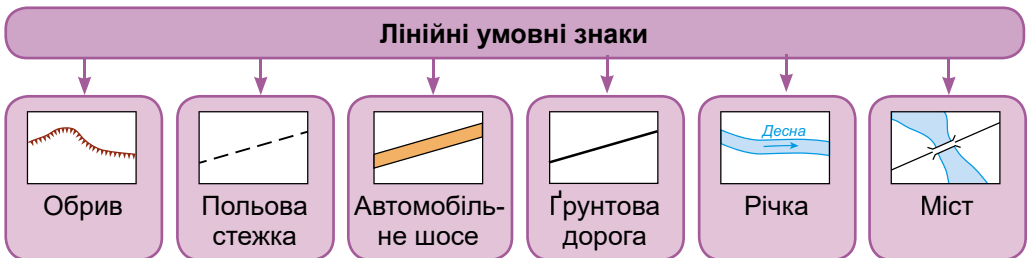 Лінійні умовні знаки
Десна
Обрив
Польова
стежка
Автомобіль-
не шосе
Ґрунтова
дорога
Річка
Міст